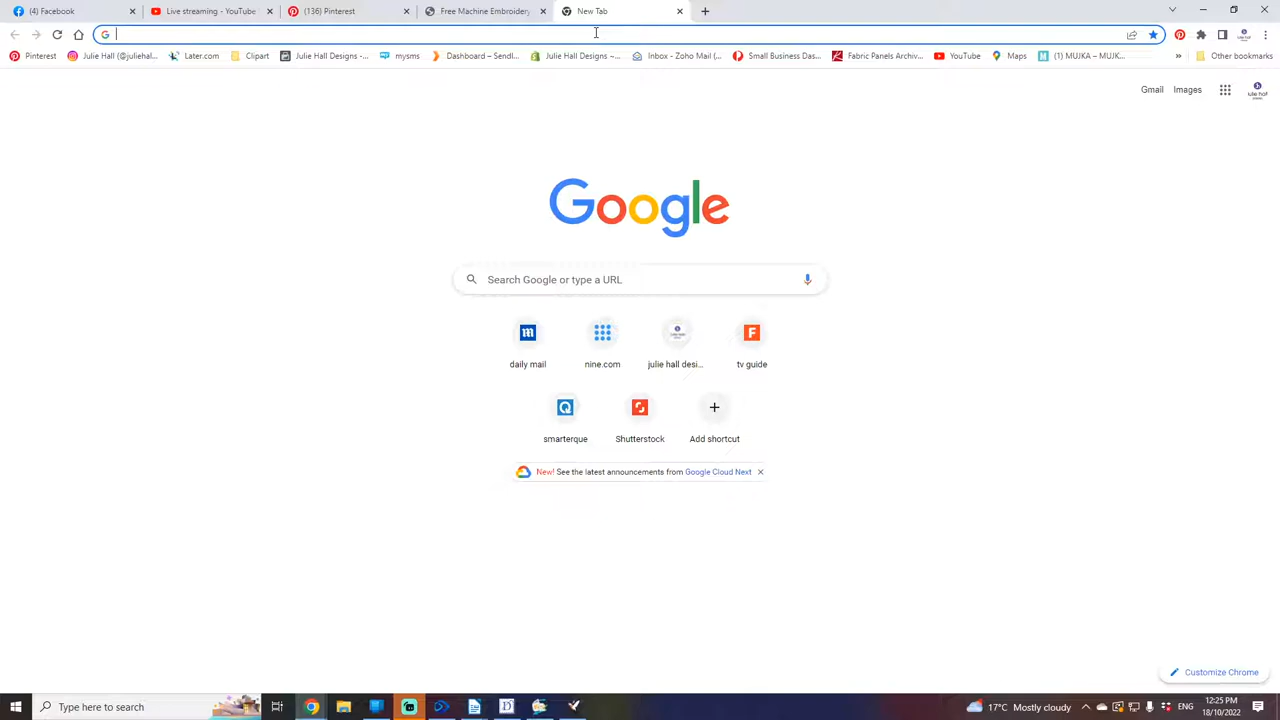 (4) Facebook
Live streaming - YouTube
(136) Pinterest
Free Machine Embroidery
New Tab
Pinterest
Julie Hall (@juliehal...
Later.com
Clipart
Julie Hall Designs -...
mysms
Dashboard – Sendl...
Julie Hall Designs ~...
Inbox - Zoho Mail (...
Small Business Das...
Fabric Panels Archiv...
YouTube
Maps
(1) MUJKA – MUJK...
»
Other bookmarks
Gmail
Images
Google
Search Google or type a URL
daily mail
nine.com
julie hall desi...
tv guide
smarterque
Shutterstock
Add shortcut
New! See the latest announcements from Google Cloud Next
Customize Chrome
Type here to search
17°C Mostly cloudy
ENG
12:25 PM
18/10/2022